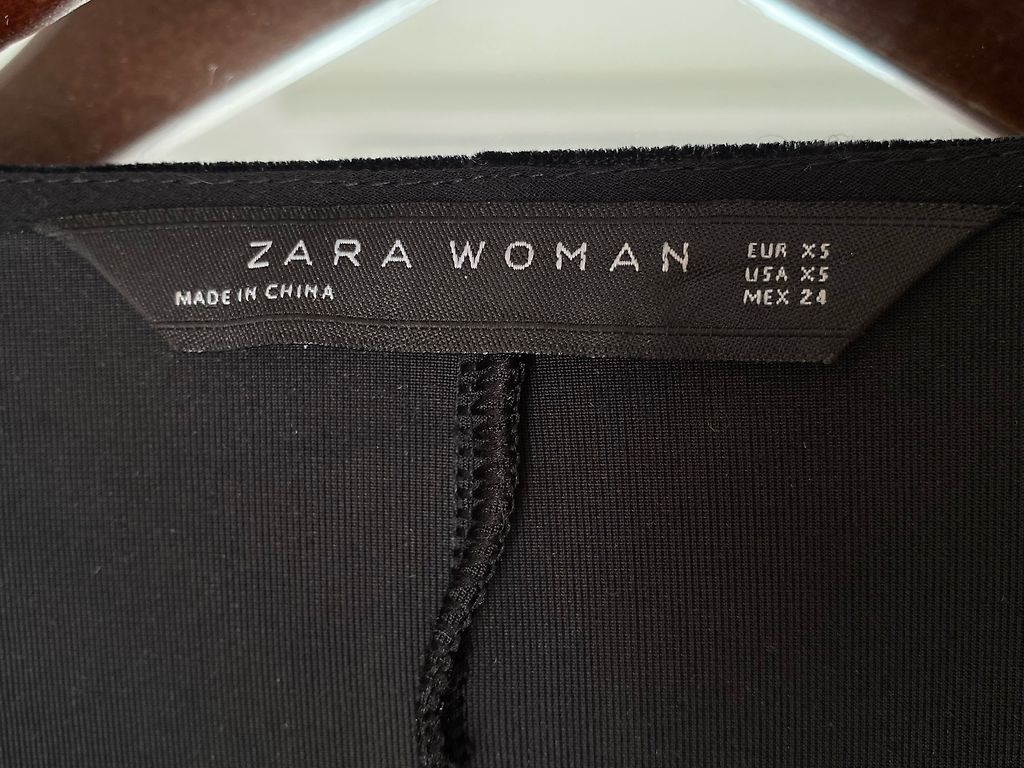 ZARA WOMAN
MADE IN CHINA
EUR XS
USA XS
MEX 24